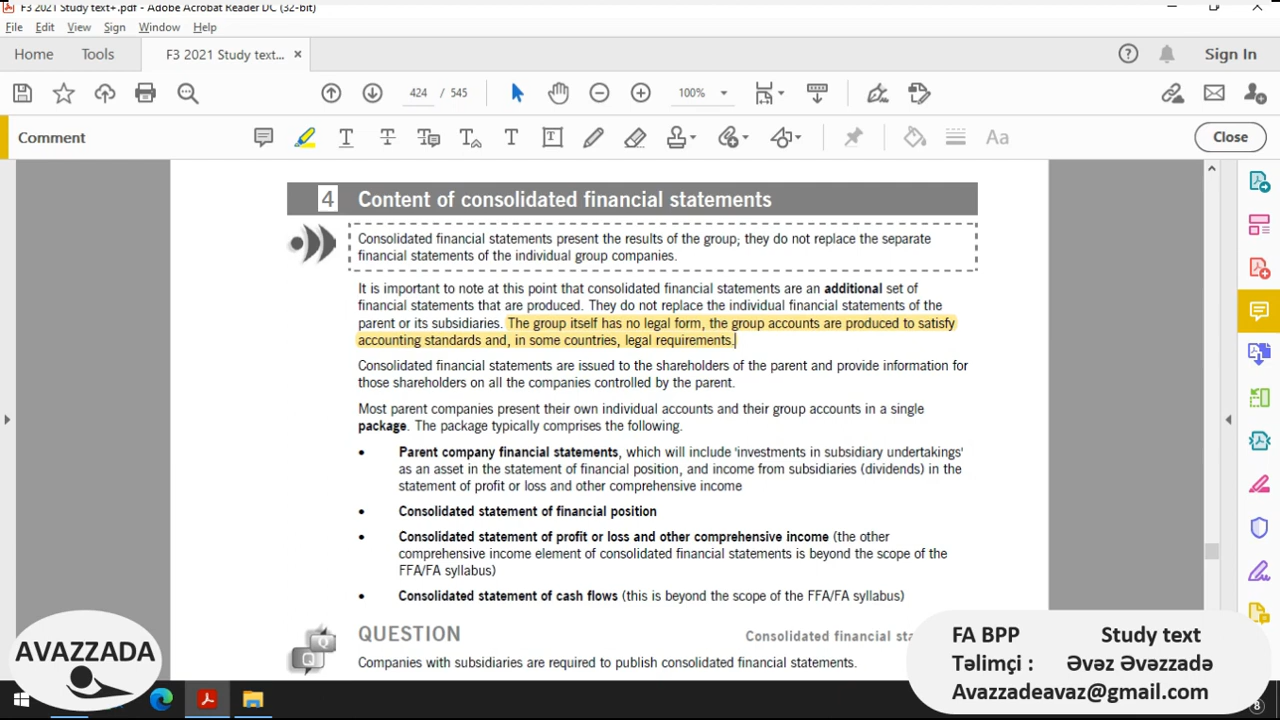 F3 2021 Study text+.pdf - Adobe Acrobat Reader DC (32-bit)
File Edit View Sign Window Help
Home Tools F3 2021 Study text... × Sign In
424 / 545 100%
Comment Close
4 Content of consolidated financial statements
Consolidated financial statements present the results of the group; they do not replace the separate
financial statements of the individual group companies.
It is important to note at this point that consolidated financial statements are an additional set of
financial statements that are produced. They do not replace the individual financial statements of the
parent or its subsidiaries. The group itself has no legal form, the group accounts are produced to satisfy
accounting standards and, in some countries, legal requirements.
Consolidated financial statements are issued to the shareholders of the parent and provide information for
those shareholders on all the companies controlled by the parent.
Most parent companies present their own individual accounts and their group accounts in a single
package. The package typically comprises the following.
• Parent company financial statements, which will include 'investments in subsidiary undertakings'
as an asset in the statement of financial position, and income from subsidiaries (dividends) in the
statement of profit or loss and other comprehensive income
• Consolidated statement of financial position
• Consolidated statement of profit or loss and other comprehensive income (the other
comprehensive income element of consolidated financial statements is beyond the scope of the
FFA/FA syllabus)
• Consolidated statement of cash flows (this is beyond the scope of the FFA/FA syllabus)
QUESTION Consolidated financial
Companies with subsidiaries are required to publish consolidated financial statements.
AVAZZADA
FA BPP Study text
Təlimçi : Əvəz Əvəzzadə
Avazzadeavaz@gmail.com